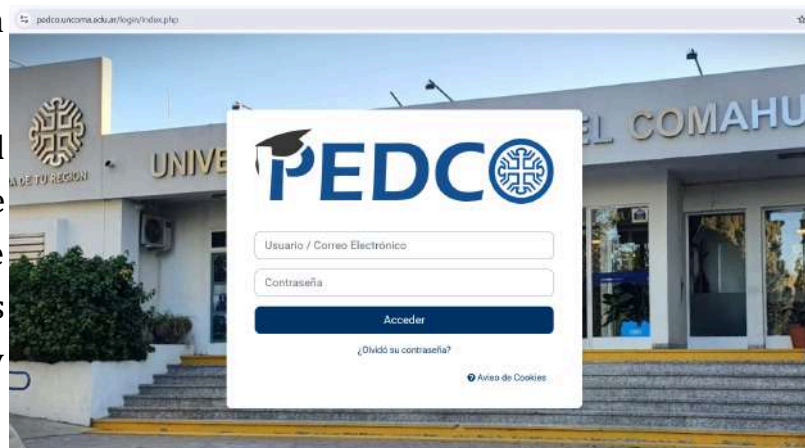 pedco.uncoma.edu.ar/login/index.php
A DE TU REGION
UNIVE
EL COMAHU
PEDCO
Usuario / Correo Electrónico
Contraseña
Acceder
¿Olvidó su contraseña?
Aviso de Cookies